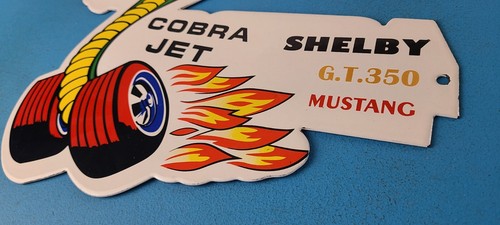 COBRA
JET
SHELBY
G.T.350
MUSTANG